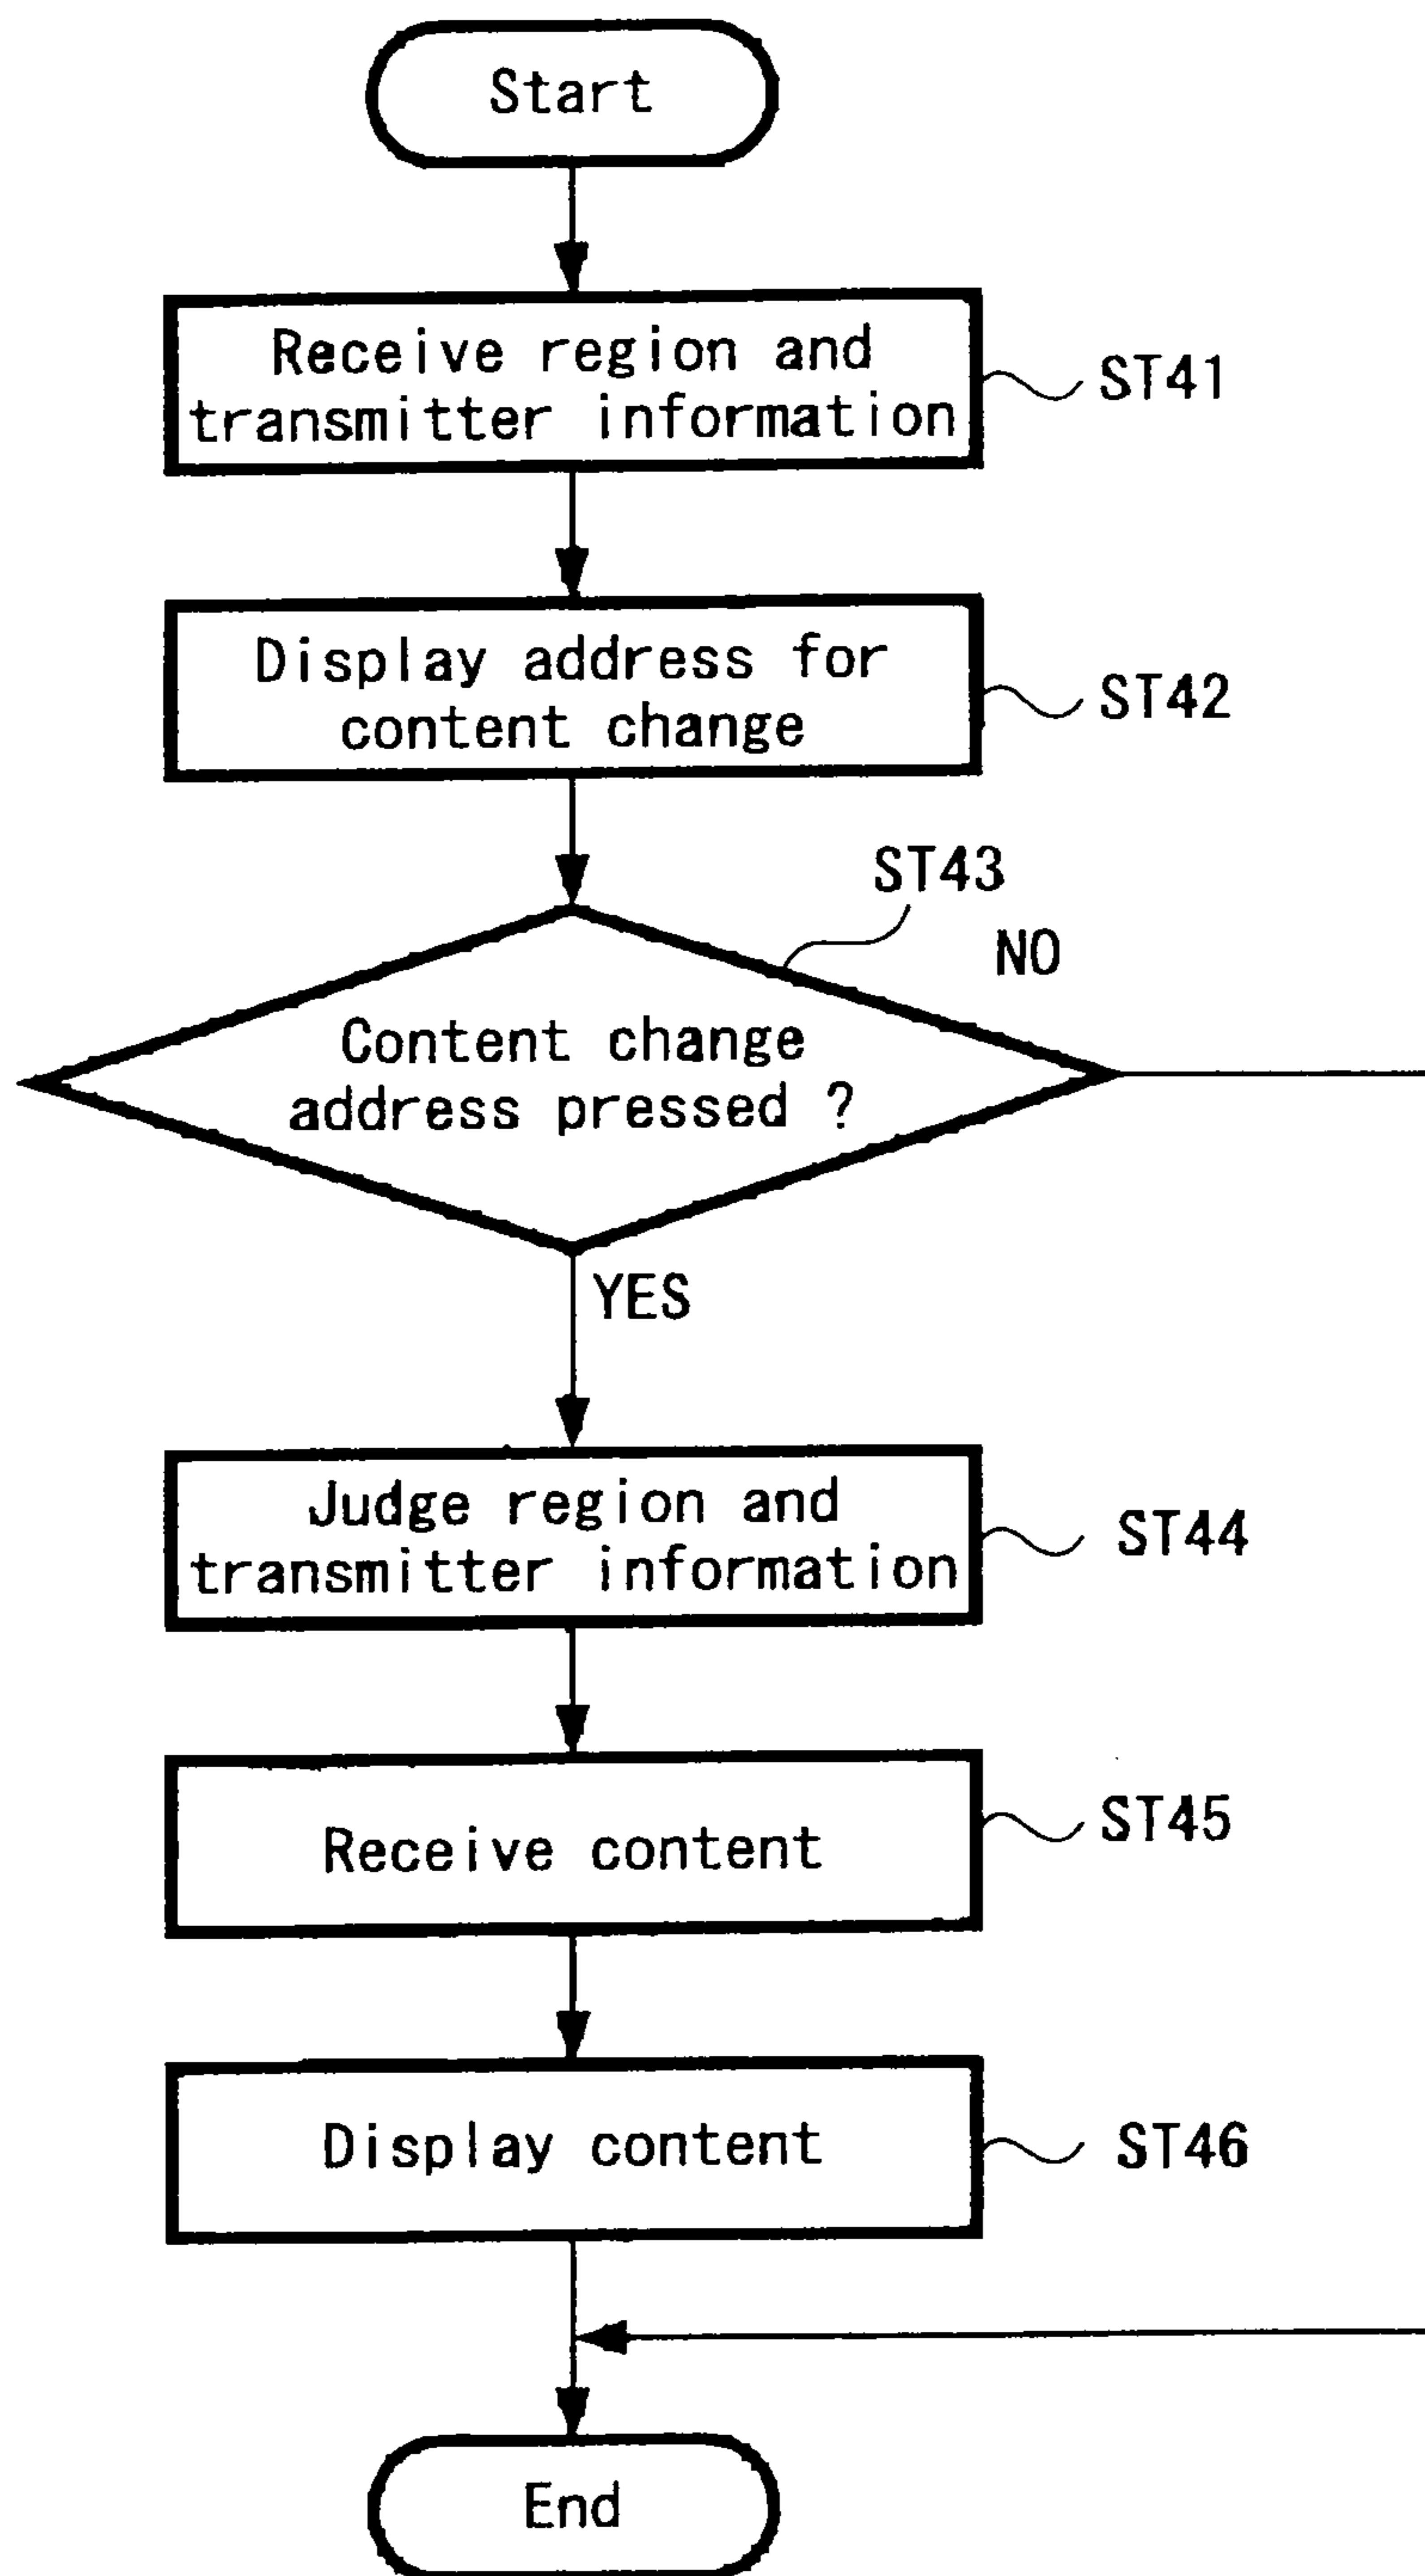 Start
Receive region and
transmitter information
ST41
Display address for
content change
ST42
ST43
NO
Content change
address pressed ?
YES
Judge region and
transmitter information
ST44
Receive content
ST45
Display content
ST46
End